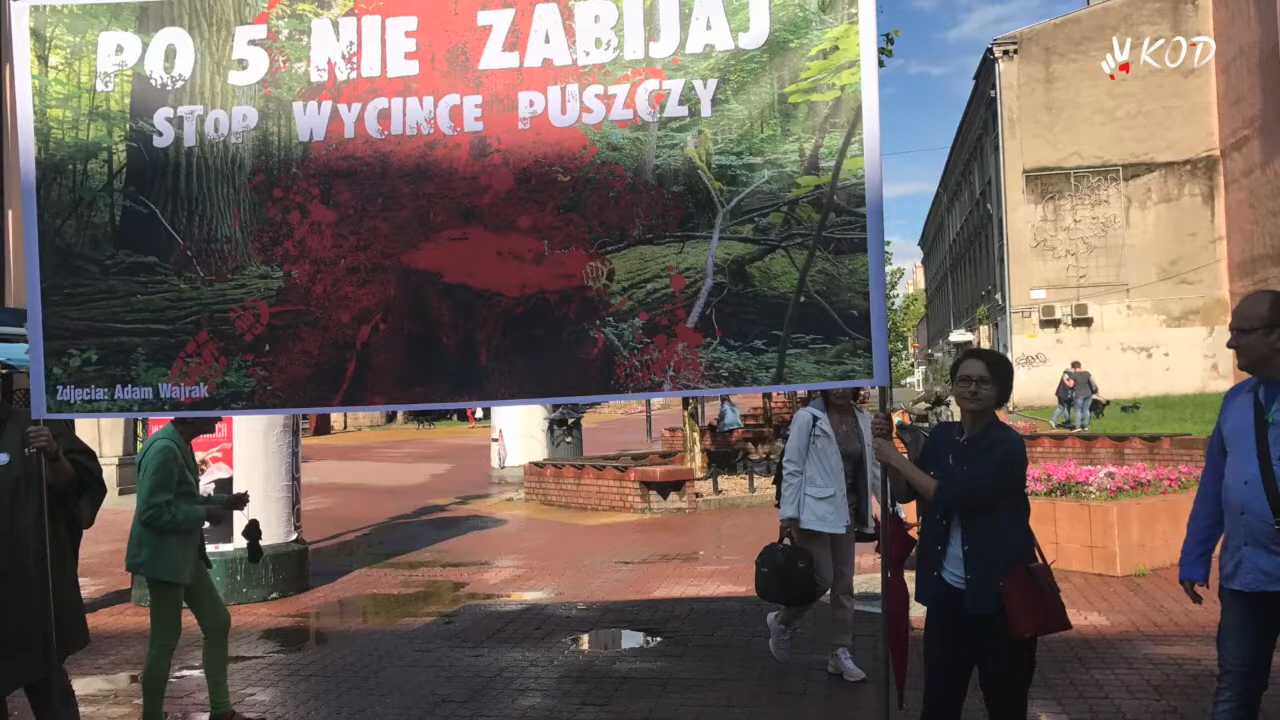 PO 5 NIE ZABIJAJ
STOP WYCINCE PUSZCZY
Zdjęcia: Adam Wajrak
KOD